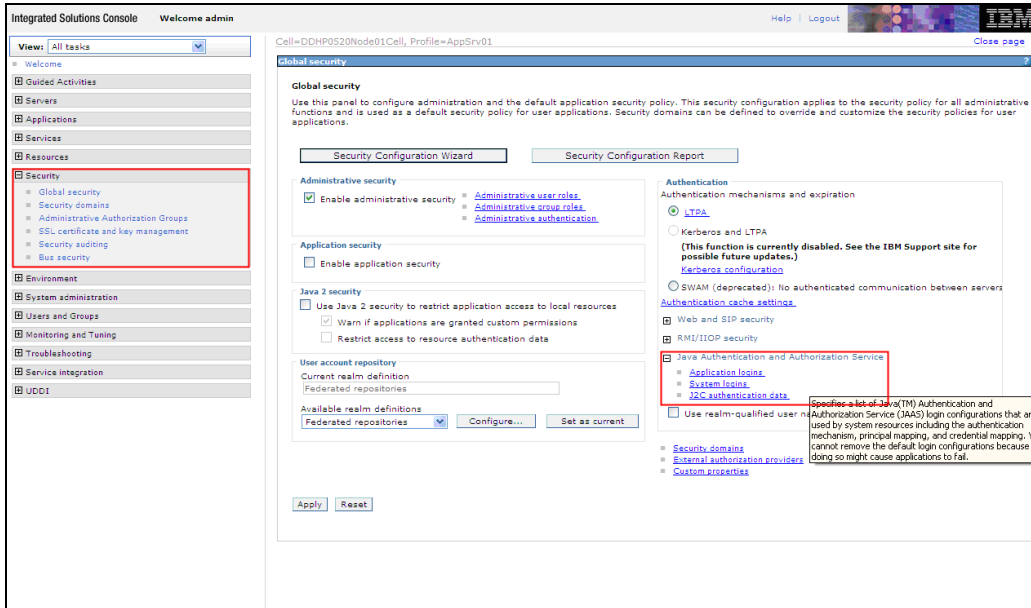 Integrated Solutions Console Welcome admin
Help | Logout
IBM
View: All tasks
Welcome
Guided Activities
Servers
Applications
Services
Resources
Security
Global security
Security domains
Administrative Authorization Groups
SSL certificate and key management
Security auditing
Bus security
Environment
System administration
Users and Groups
Monitoring and Tuning
Troubleshooting
Service integration
UDDI
Cell=DDHP0520Node01Cell, Profile=AppSrv01
Close page
Global security
?
Global security
Use this panel to configure administration and the default application security policy. This security configuration applies to the security policy for all administrative
functions and is used as a default security policy for user applications. Security domains can be defined to override and customize the security policies for user
applications.
Security Configuration Wizard
Security Configuration Report
Administrative security
Enable administrative security
Administrative user roles
Administrative group roles
Administrative authentication
Application security
Enable application security
Java 2 security
Use Java 2 security to restrict application access to local resources
Warn if applications are granted custom permissions
Restrict access to resource authentication data
User account repository
Current realm definition
Federated repositories
Available realm definitions
Federated repositories
Configure...
Set as current
Authentication
Authentication mechanisms and expiration
LTPA
Kerberos and LTPA
(This function is currently disabled. See the IBM Support site for
possible future updates.)
Kerberos configuration
SWAM (deprecated): No authenticated communication between servers
Authentication cache settings
Web and SIP security
RMI/IIOP security
Java Authentication and Authorization Service
Application logins
System logins
J2C authentication data
Use realm-qualified user
Specifies a list of Java(TM) Authentication and
Authorization Service (JAAS) login configurations that
used by system resources including the authentication
mechanism, principal mapping, and credential mapping.
cannot remove the default login configurations because
doing so might cause applications to fail.
Security domains
External authorization providers
Custom properties
Apply
Reset